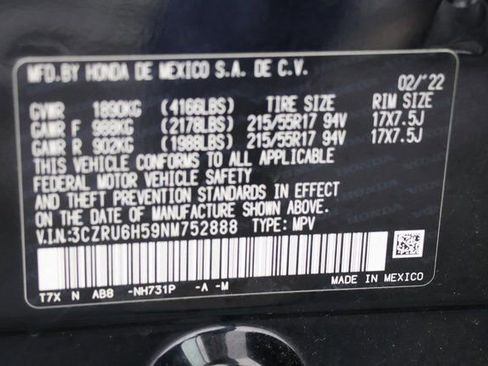 MFD. BY HONDA DE MEXICO S.A. DE C.V.
02/'22
GVWR 1890KG (4166LBS) TIRE SIZE RIM SIZE
GAWR F 988KG (2178LBS) 215/55R17 94V 17X7.5J
GAWR R 902KG (1988LBS) 215/55R17 94V 17X7.5J
THIS VEHICLE CONFORMS TO ALL APPLICABLE
FEDERAL MOTOR VEHICLE SAFETY
AND THEFT PREVENTION STANDARDS IN EFFECT
ON THE DATE OF MANUFACTURE SHOWN ABOVE.
V.I.N.:3CZRU6H59NM752888 TYPE: MPV
MADE IN MEXICO
T7X N AB8 -NH731P -A -M